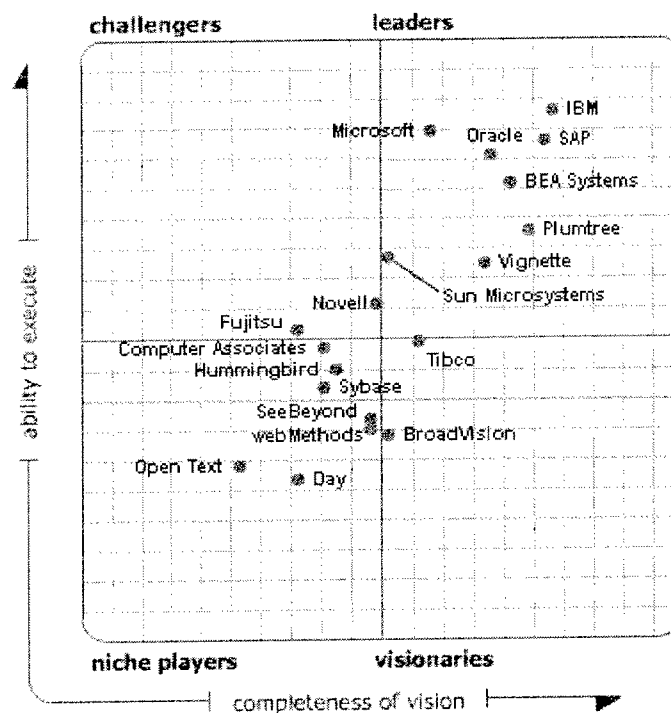 challengers
leaders
IBM
Microsoft
Oracle
SAP
BEA Systems
Plumtree
Vignette
Sun Microsystems
Novell
Fujitsu
Computer Associates
Tibco
Hummingbird
Sybase
SeeBeyond
webMethods
BroadVision
Open Text
Day
ability to execute
niche players
visionaries
completeness of vision